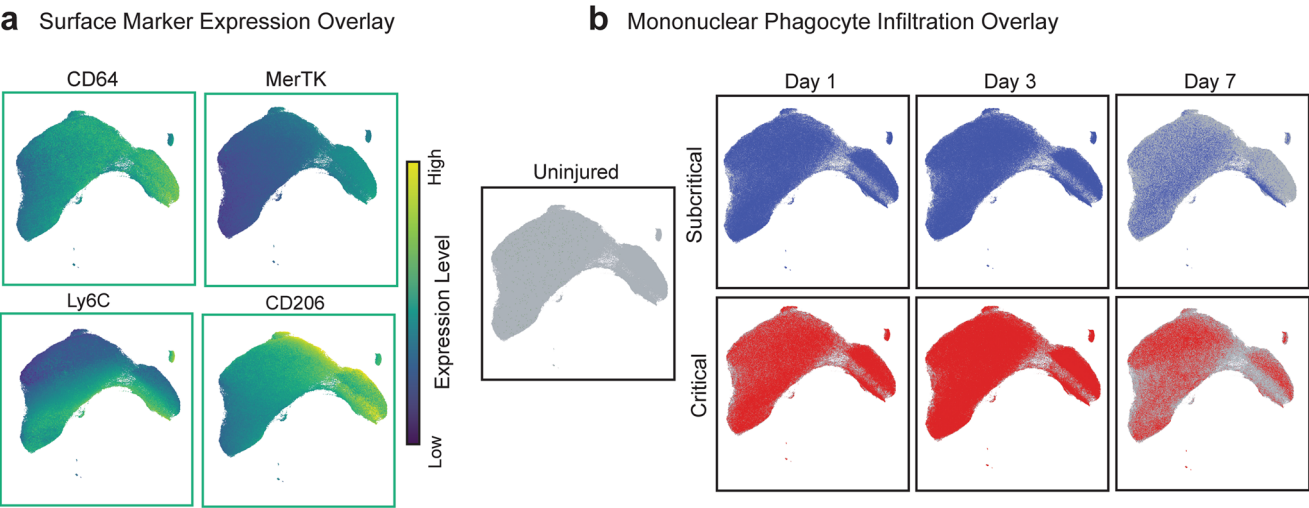 a Surface Marker Expression Overlay
CD64
MerTK
Ly6C
CD206
High
Expression Level
Low
b Mononuclear Phagocyte Infiltration Overlay
Uninjured
Day 1
Day 3
Day 7
Subcritical
Critical